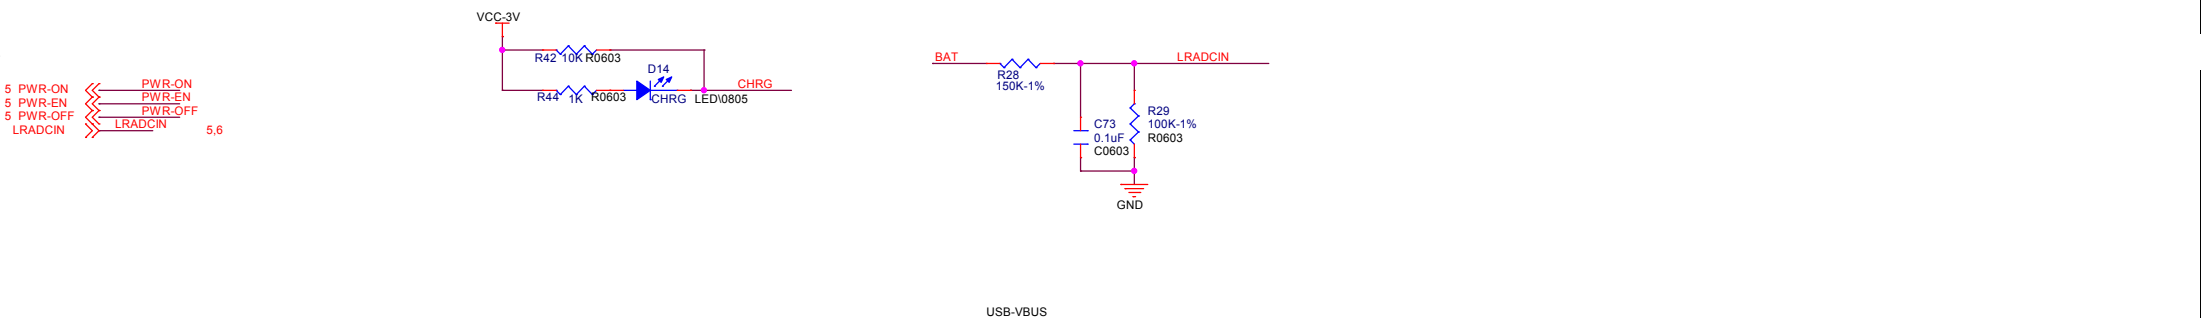 5 PWR-ON PWR-ON
5 PWR-EN PWR-EN
5 PWR-OFF PWR-OFF
LRADCIN LRADCIN 5,6
VCC-3V
R42 10K R0603
D14
R44 1K R0603 CHRG LED\0805
CHRG
BAT
R28
150K-1%
LRADCIN
C73
0.1uF
C0603
R29
100K-1%
R0603
GND
USB-VBUS